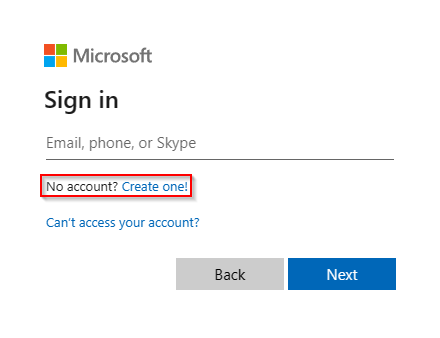 Microsoft
Sign in
Email, phone, or Skype
No account? Create one!
Can't access your account?
Back
Next